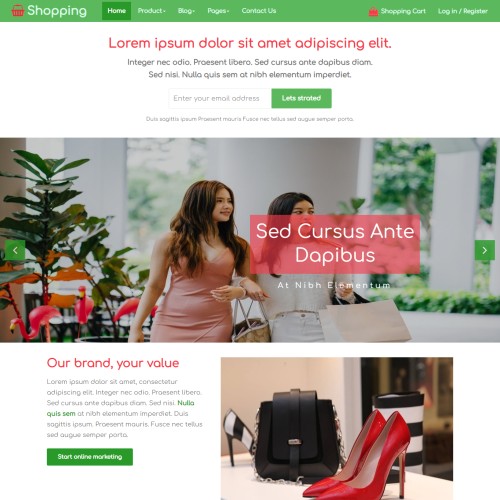 Shopping Home Product Blog Pages Contact Us Shopping Cart Log In / Register
Lorem ipsum dolor sit amet adipiscing elit.
Integer nec odio. Praesent libero. Sed cursus ante dapibus diam.
Sed nisi. Nulla quis sem at nibh elementum imperdiet.
Enter your email address Lets strated
Duis sagittis ipsum Praesent mauris Fusce nec tellus sed augue semper porta.
Sed Cursus Ante
Dapibus
At Nibh Elementum
Our brand, your value
Lorem ipsum dolor sit amet, consectetur
adipiscing elit. Integer nec odio. Praesent libero.
Sed cursus ante dapibus diam. Sed nisi. Nulla
quis sem at nibh elementum imperdiet. Duis
sagittis ipsum. Praesent mauris. Fusce nec tellus
sed augue semper porta.
Start online marketing